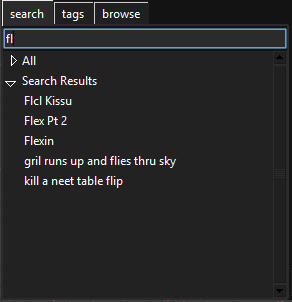 search tags browse
fl
All
Search Results
Flcl Kissu
Flex Pt 2
Flexin
gril runs up and flies thru sky
kill a neet table flip